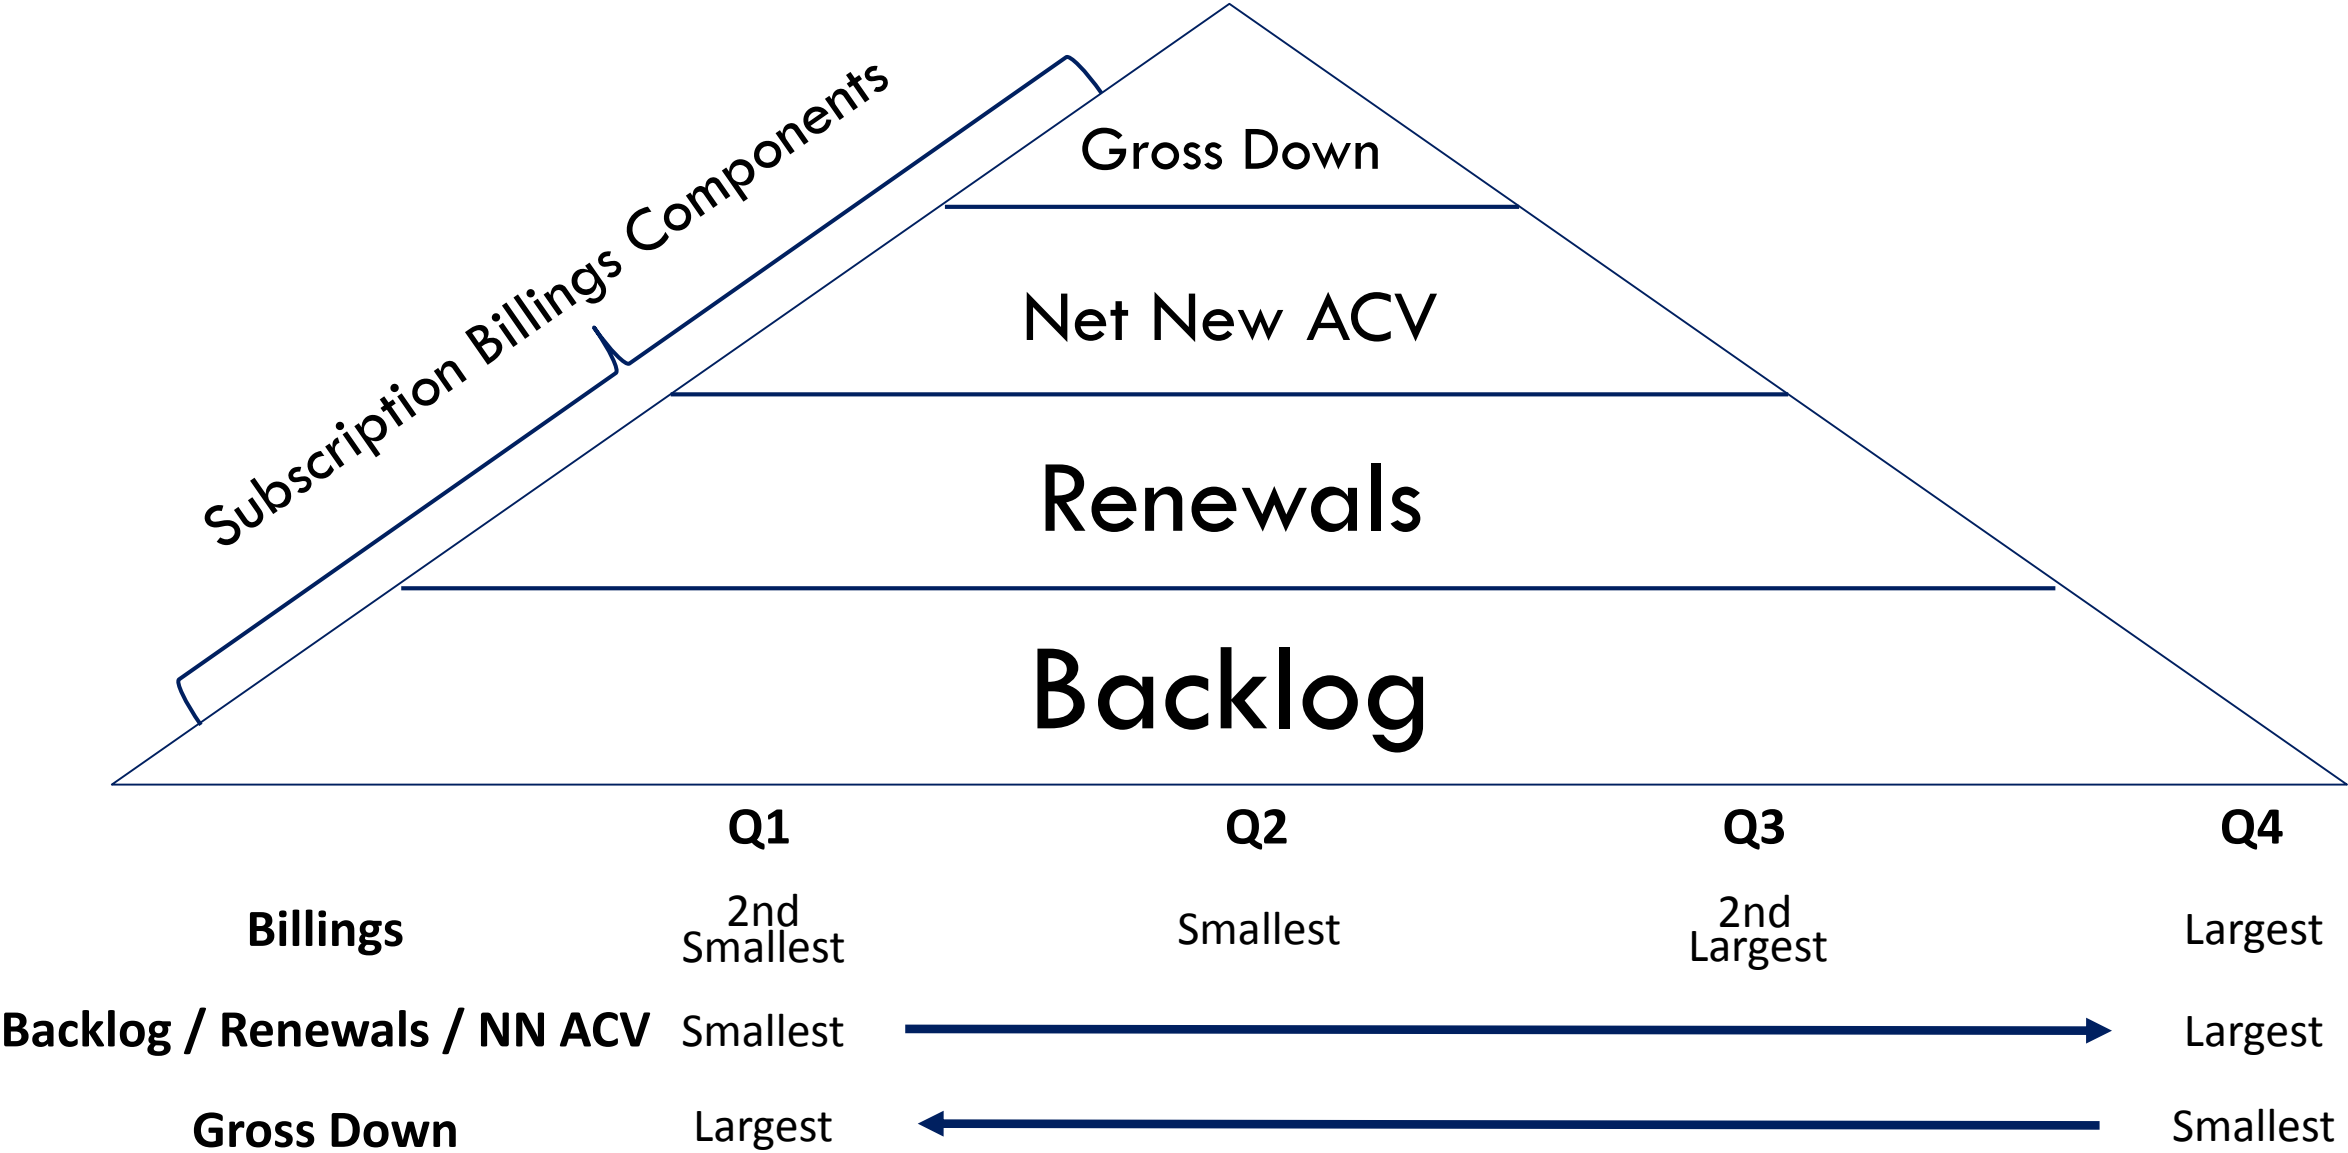 Subscription Billings Components
Gross Down
Net New ACV
Renewals
Backlog
Q1 Q2 Q3 Q4
Billings 2nd Smallest Smallest 2nd Largest Largest
Backlog / Renewals / NN ACV Smallest Largest
Gross Down Largest Smallest